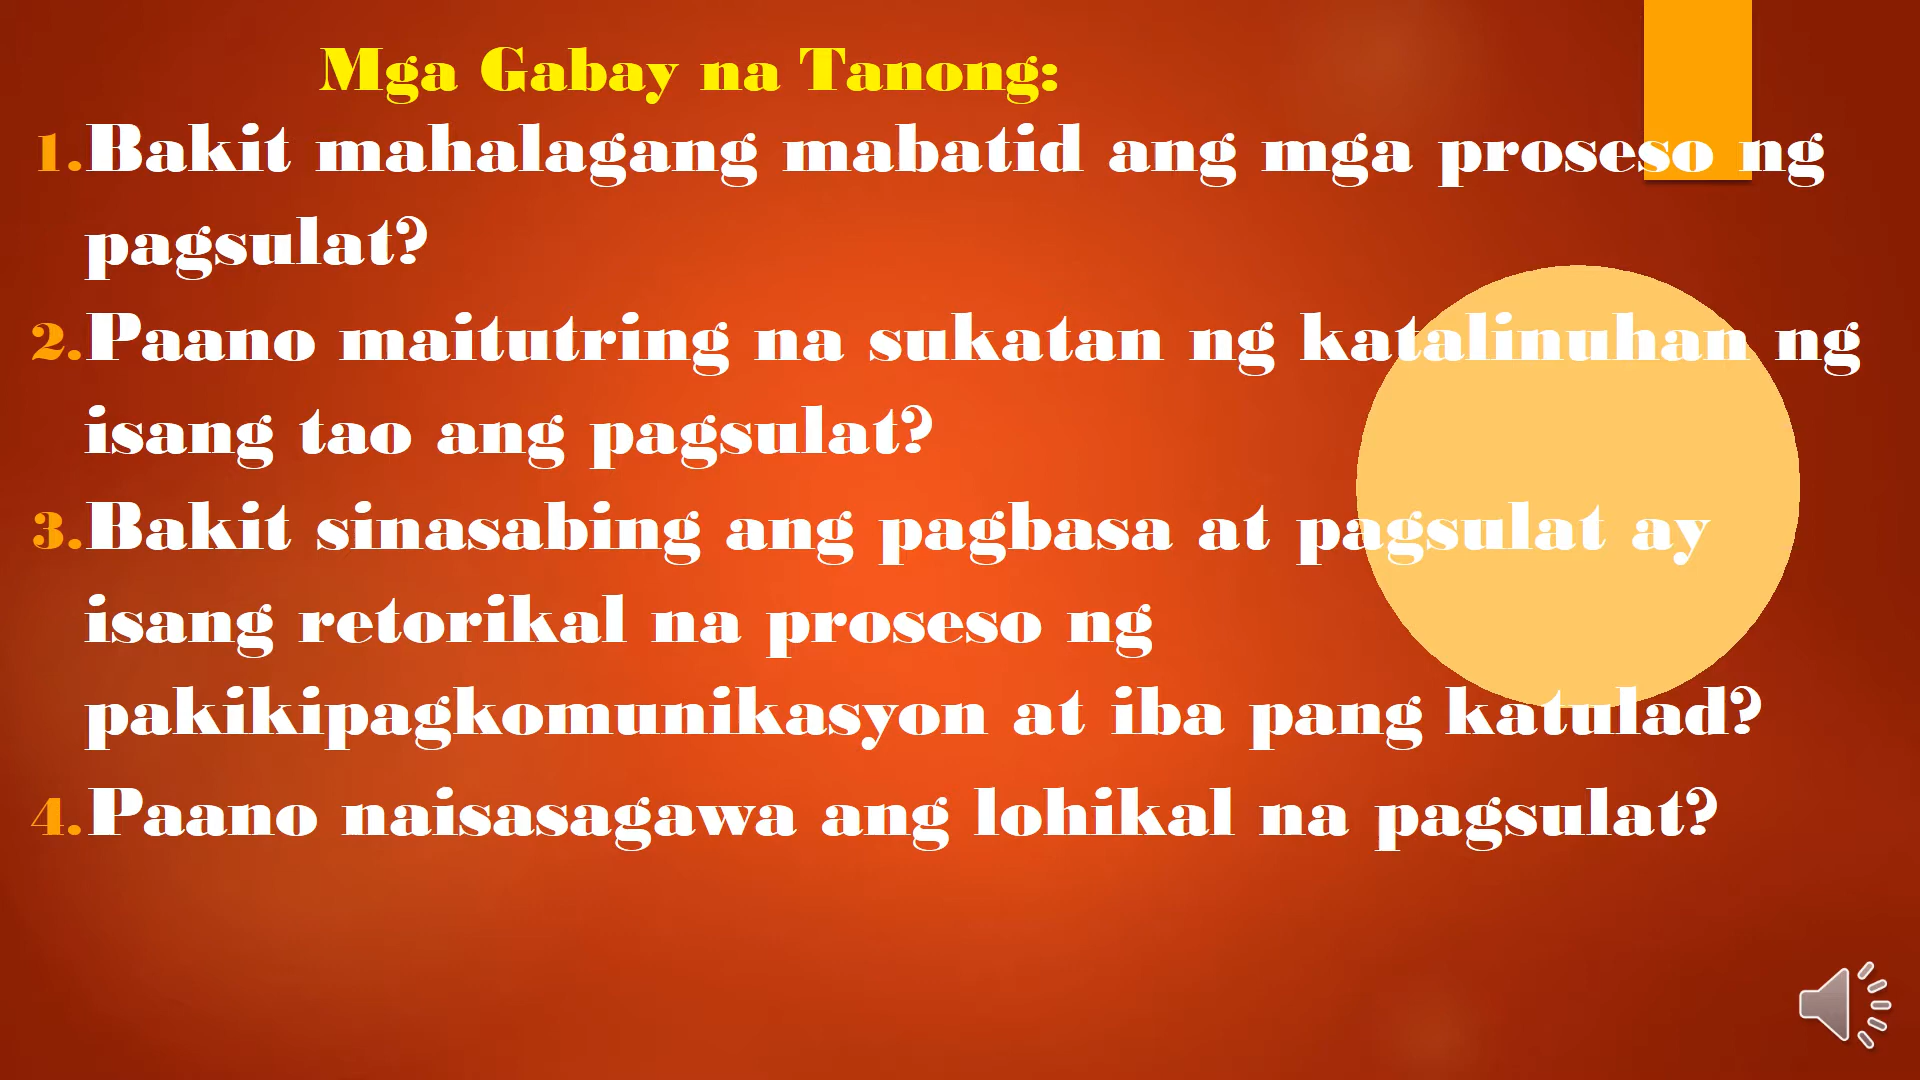 Mga Gabay na Tanong:
1.Bakit mahalagang mabatid ang mga proseso ng
pagsulat?
2.Paano maitutring na sukatan ng katalinuhan ng
isang tao ang pagsulat?
3.Bakit sinasabing ang pagbasa at pagsulat ay
isang retorikal na proseso ng
pakikipagkomunikasyon at iba pang katulad?
4.Paano naisasagawa ang lohikal na pagsulat?